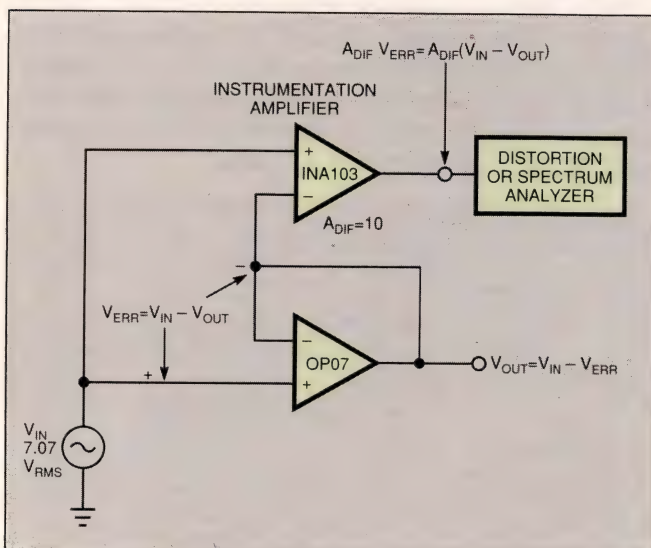 A_DIF V_ERR=A_DIF(V_IN – V_OUT)
INSTRUMENTATION
AMPLIFIER
+
INA103
–
DISTORTION
OR SPECTRUM
ANALYZER
A_DIF=10
–
V_ERR=V_IN – V_OUT
–
OP07
+
+
V_OUT=V_IN – V_ERR
V_IN
7.07
V_RMS